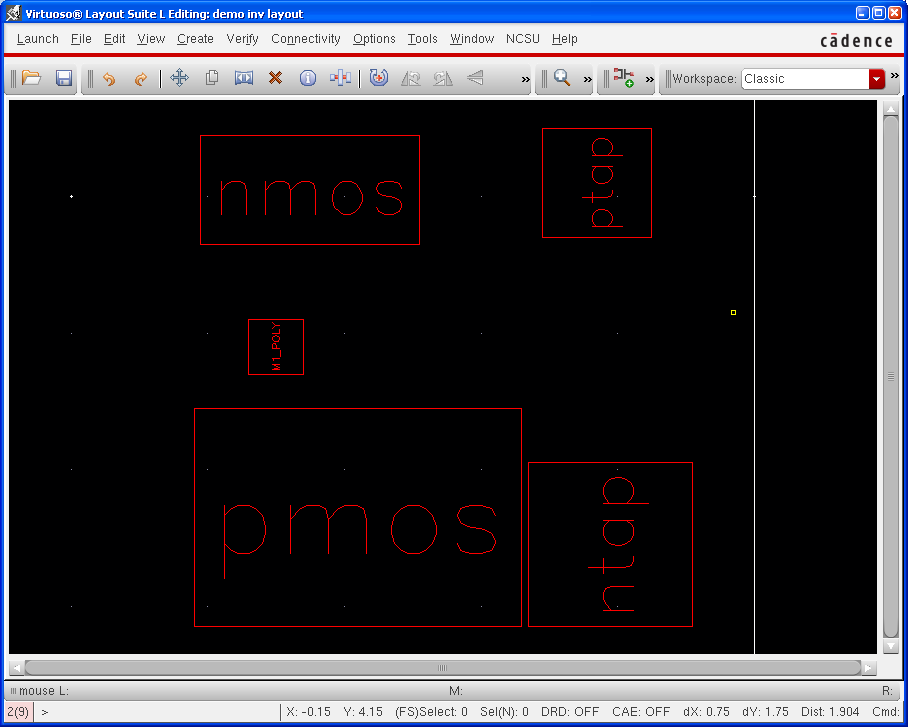 Virtuoso® Layout Suite L Editing: demo inv layout
Launch File Edit View Create Verify Connectivity Options Tools Window NCSU Help
cādence
» » » Workspace: Classic »
nmos
ptap
M1_POLY
pmos
ntap
mouse L: M: R:
2(9) > X: -0.15 Y: 4.15 (FS)Select: 0 Sel(N): 0 DRD: OFF CAE: OFF dX: 0.75 dY: 1.75 Dist: 1.904 Cmd: